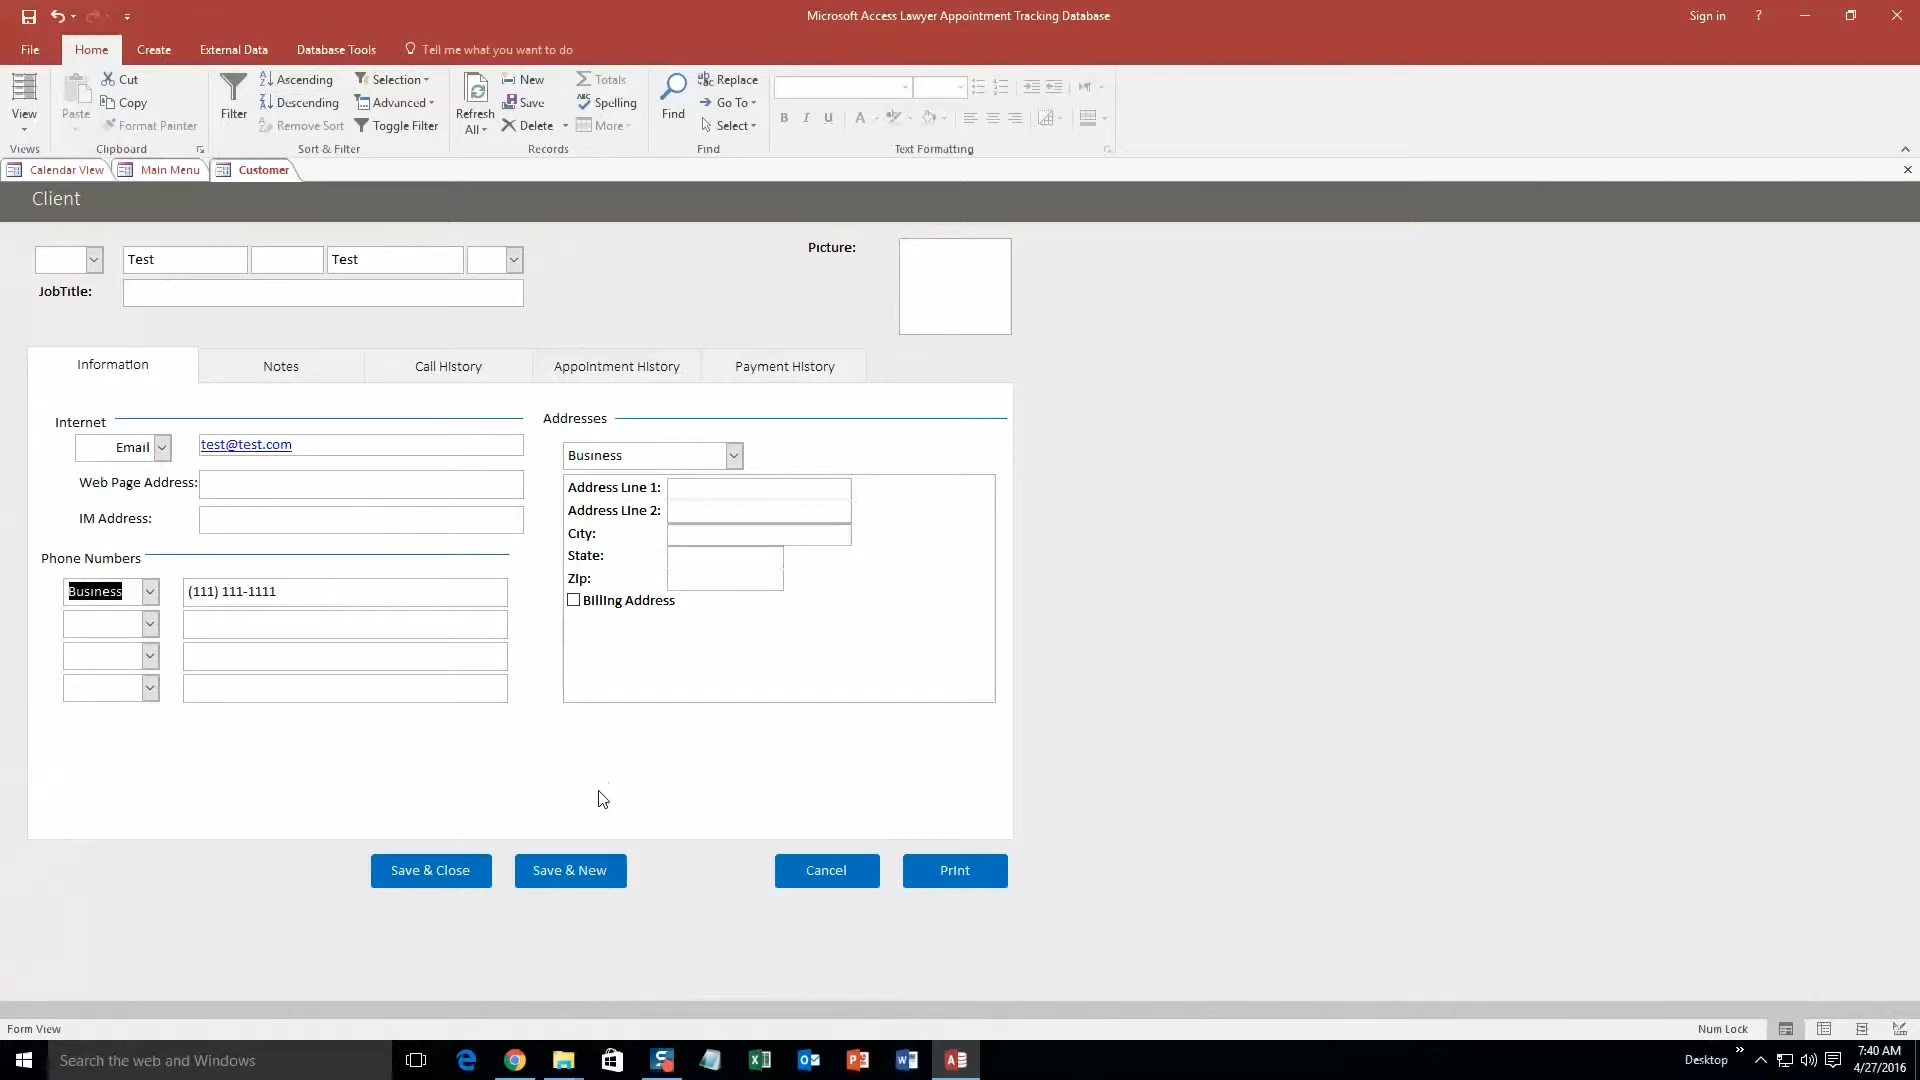 Microsoft Access Lawyer Appointment Tracking Database
Sign in
?
File
Home
Create
External Data
Database Tools
Tell me what you want to do
View
Paste
Cut
Copy
Format Painter
Filter
Ascending
Descending
Remove Sort
Selection
Advanced
Toggle Filter
Refresh
All
New
Save
Delete
Totals
Spelling
More
Find
Replace
Go To
Select
B I U A
Views
Clipboard
Sort & Filter
Records
Find
Text Formatting
Calendar View
Main Menu
Customer
Client
Test
Test
Picture:
JobTitle:
Information
Notes
Call History
Appointment History
Payment History
Internet
Email
test@test.com
Web Page Address:
IM Address:
Phone Numbers
Business
(111) 111-1111
Addresses
Business
Address Line 1:
Address Line 2:
City:
State:
Zip:
Billing Address
Save & Close
Save & New
Cancel
Print
Form View
Num Lock
Search the web and Windows
Desktop
7:40 AM
4/27/2016